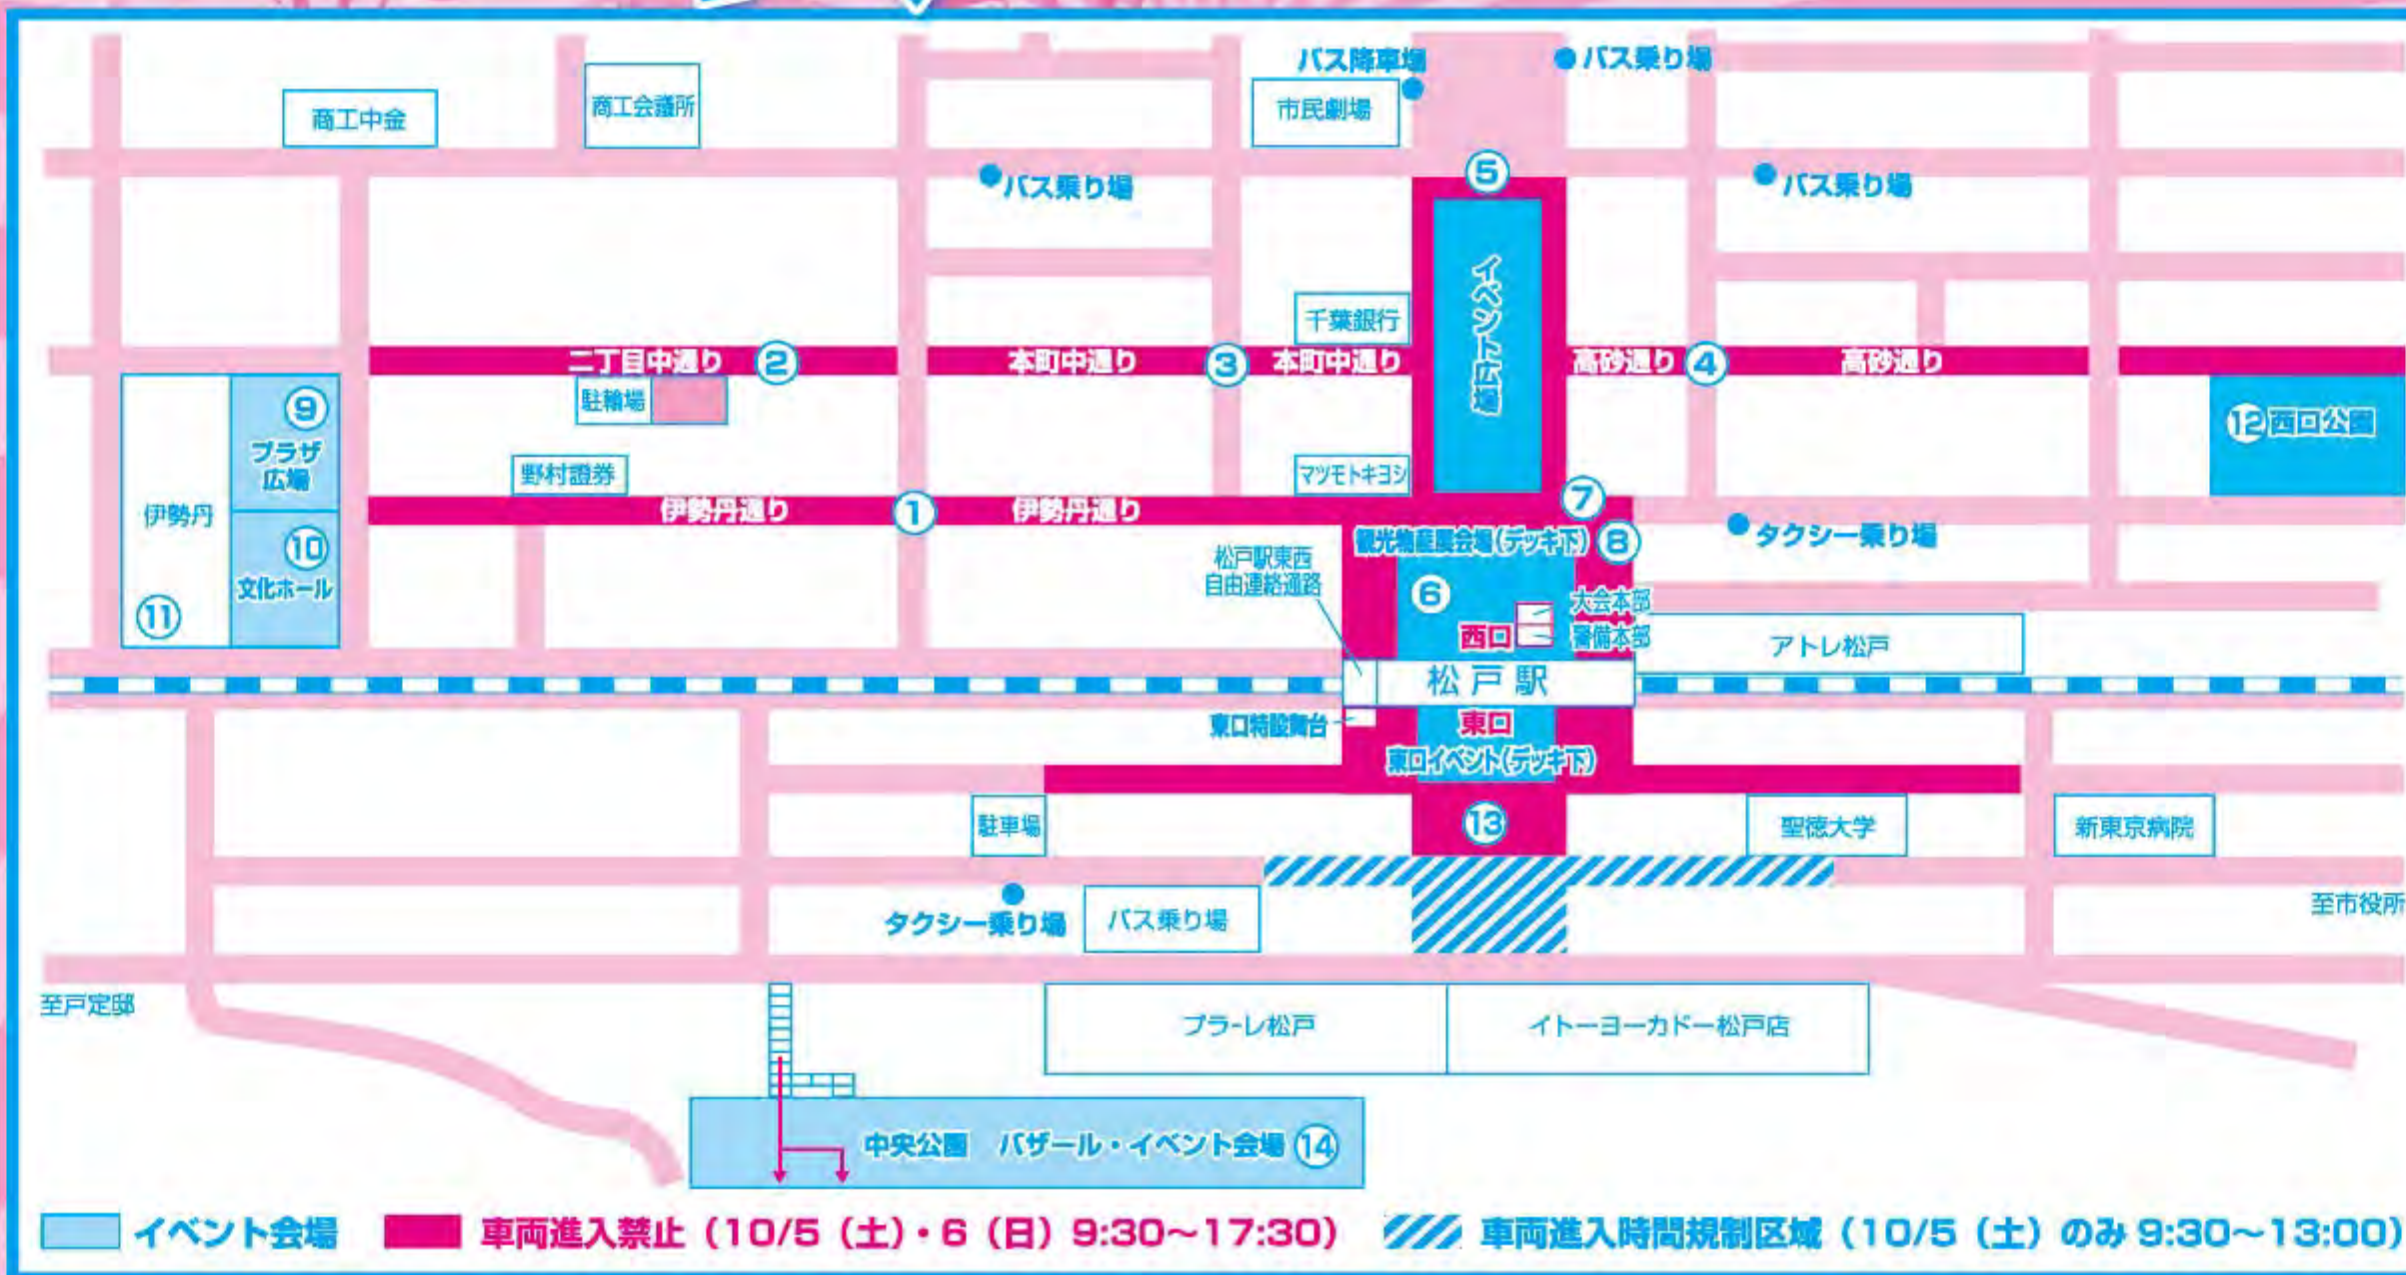 バス降車場
バス乗り場
商工中金
商工会議所
市民劇場
バス乗り場
⑤
バス乗り場
イベント広場
千葉銀行
二丁目中通り
②
本町中通り
③
本町中通り
高砂通り
④
高砂通り
駐輪場
⑨
プラザ
広場
⑫西口公園
野村證券
マツモトキヨシ
伊勢丹
伊勢丹通り
①
伊勢丹通り
⑦
観光物産展会場(デッキ下)
⑧
タクシー乗り場
⑩
文化ホール
⑪
松戸駅東西
自由連絡通路
⑥
大会本部
西口
警備本部
アトレ松戸
松戸駅
東口特設舞台
東口
東口イベント(デッキ下)
駐車場
⑬
聖徳大学
新東京病院
タクシー乗り場
バス乗り場
至市役所
至戸定邸
プラーレ松戸
イトーヨーカドー松戸店
中央公園 バザール・イベント会場⑭
イベント会場
車両進入禁止(10/5(土)・6(日)9:30〜17:30)
車両進入時間規制区域(10/5(土)のみ 9:30〜13:00)